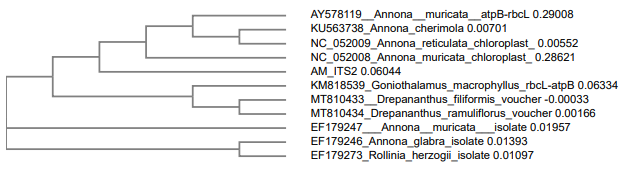 AY578119__Annona__muricata__atpB-rbcL 0.29008
KU563738_Annona_cherimola 0.00701
NC_052009_Annona_reticulata_chloroplast_ 0.00552
NC_052008_Annona_muricata_chloroplast_ 0.28621
AM_ITS2 0.06044
KM818539_Goniothalamus_macrophyllus_rbcL-atpB 0.06334
MT810433__Drepananthus_filiformis_voucher -0.00033
MT810434_Drepananthus_ramuliflorus_voucher 0.00166
EF179247___Annona__muricata___isolate 0.01957
EF179246_Annona_glabra_isolate 0.01393
EF179273_Rollinia_herzogii_isolate 0.01097